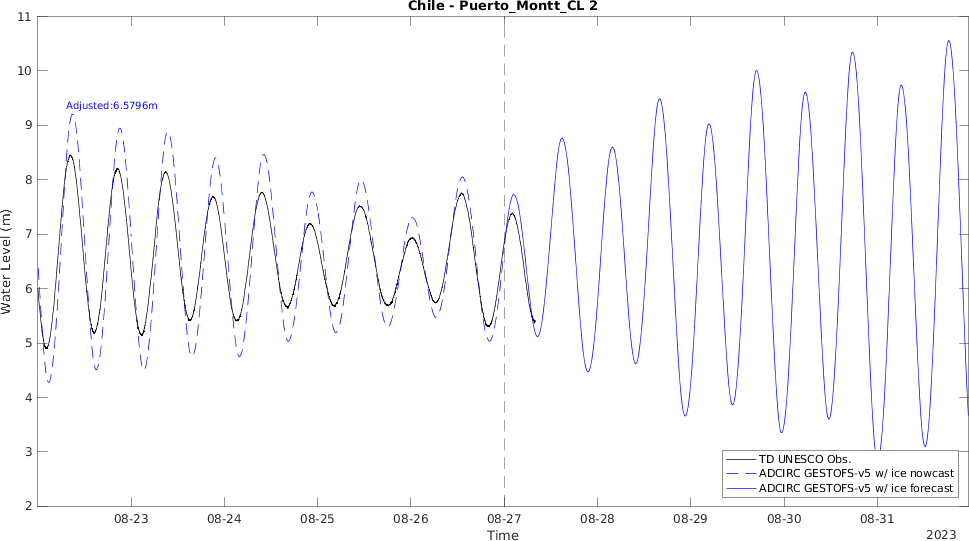 Chile - Puerto_Montt_CL 2
11
10
9
8
7
6
5
4
3
2
Water Level (m)
Adjusted:6.5796m
TD UNESCO Obs.
ADCIRC GESTOFS-v5 w/ ice nowcast
ADCIRC GESTOFS-v5 w/ ice forecast
08-23 08-24 08-25 08-26 08-27 08-28 08-29 08-30 08-31
Time
2023